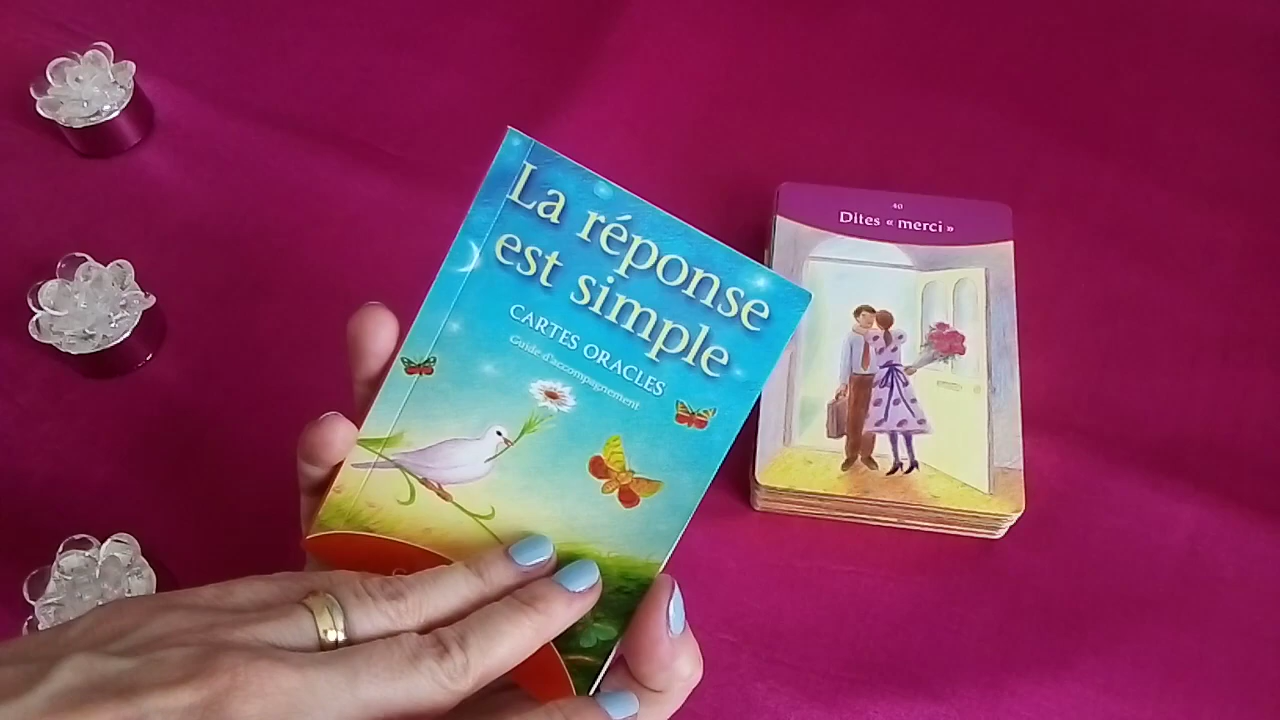 La réponse
est simple
CARTES ORACLES
Guide d'accompagnement
40
Dites « merci »